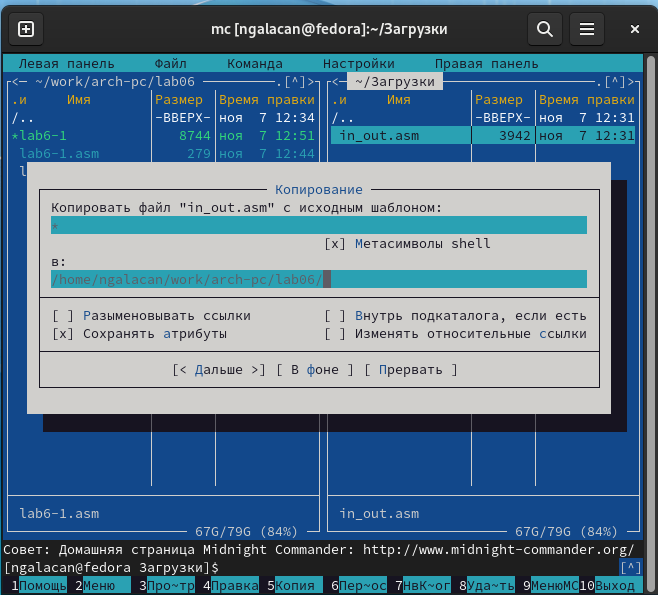 mc [ngalacan@fedora]:~/Загрузки
Левая панель Файл Команда Настройки Правая панель
<— ~/work/arch-pc/lab06 .[^]> <— ~/Загрузки .[^]>
.и Имя Размер Время правки .и Имя Размер Время правки
/.. -ВВЕРХ- ноя 7 12:34 /.. -ВВЕРХ- ноя 7 12:31
*lab6-1 8744 ноя 7 12:51 in_out.asm 3942 ноя 7 12:31
lab6-1.asm 279 ноя 7 12:44
Копирование
Копировать файл "in_out.asm" с исходным шаблоном:
*
[x] Метасимволы shell
в:
/home/ngalacan/work/arch-pc/lab06/
[ ] Разыменовывать ссылки [ ] Внутрь подкаталога, если есть
[x] Сохранять атрибуты [ ] Изменять относительные ссылки
[< Дальше >] [ В фоне ] [ Прервать ]
lab6-1.asm in_out.asm
67G/79G (84%) 67G/79G (84%)
Совет: Домашняя страница Midnight Commander: http://www.midnight-commander.org/
[ngalacan@fedora Загрузки]$ [^]
1Помощь 2Меню 3Про~тр 4Правка 5Копия 6Пер~ос 7НвК~ог 8Уда~ть 9МенюMC 10Выход